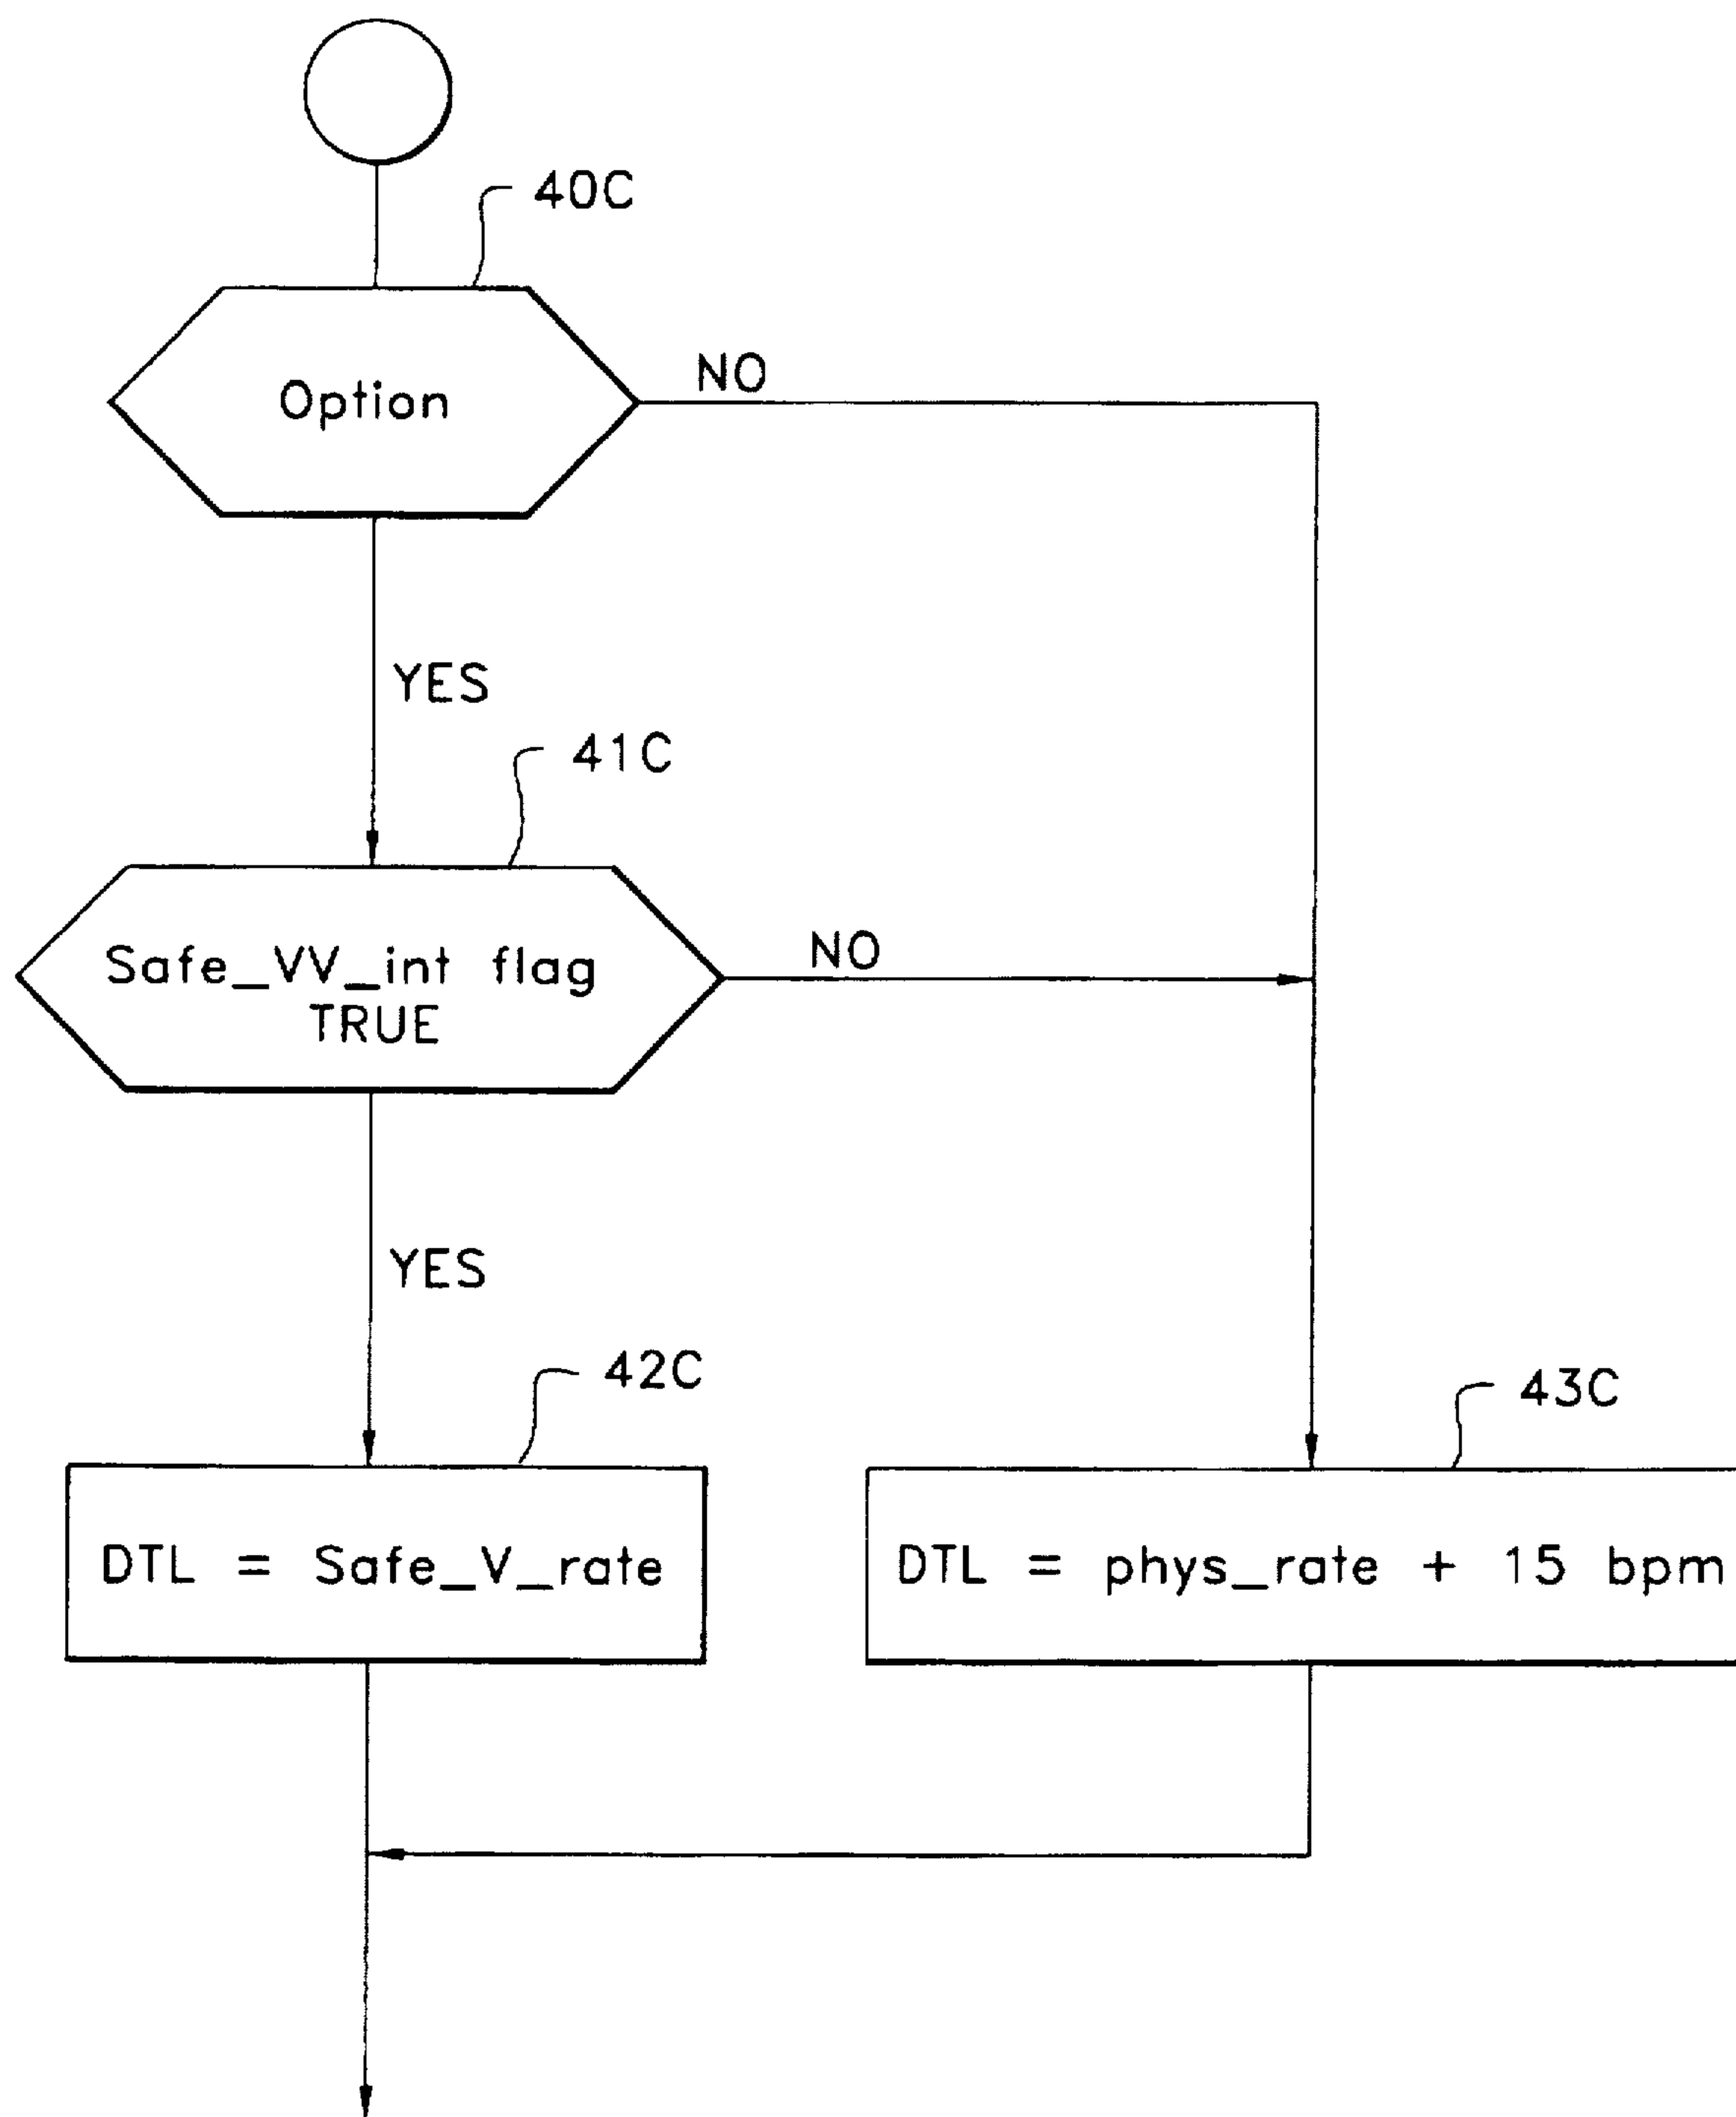 40C
Option
NO
YES
41C
Safe_VV_int flag
TRUE
NO
YES
42C
43C
DTL = Safe_V_rate
DTL = phys_rate + 15 bpm